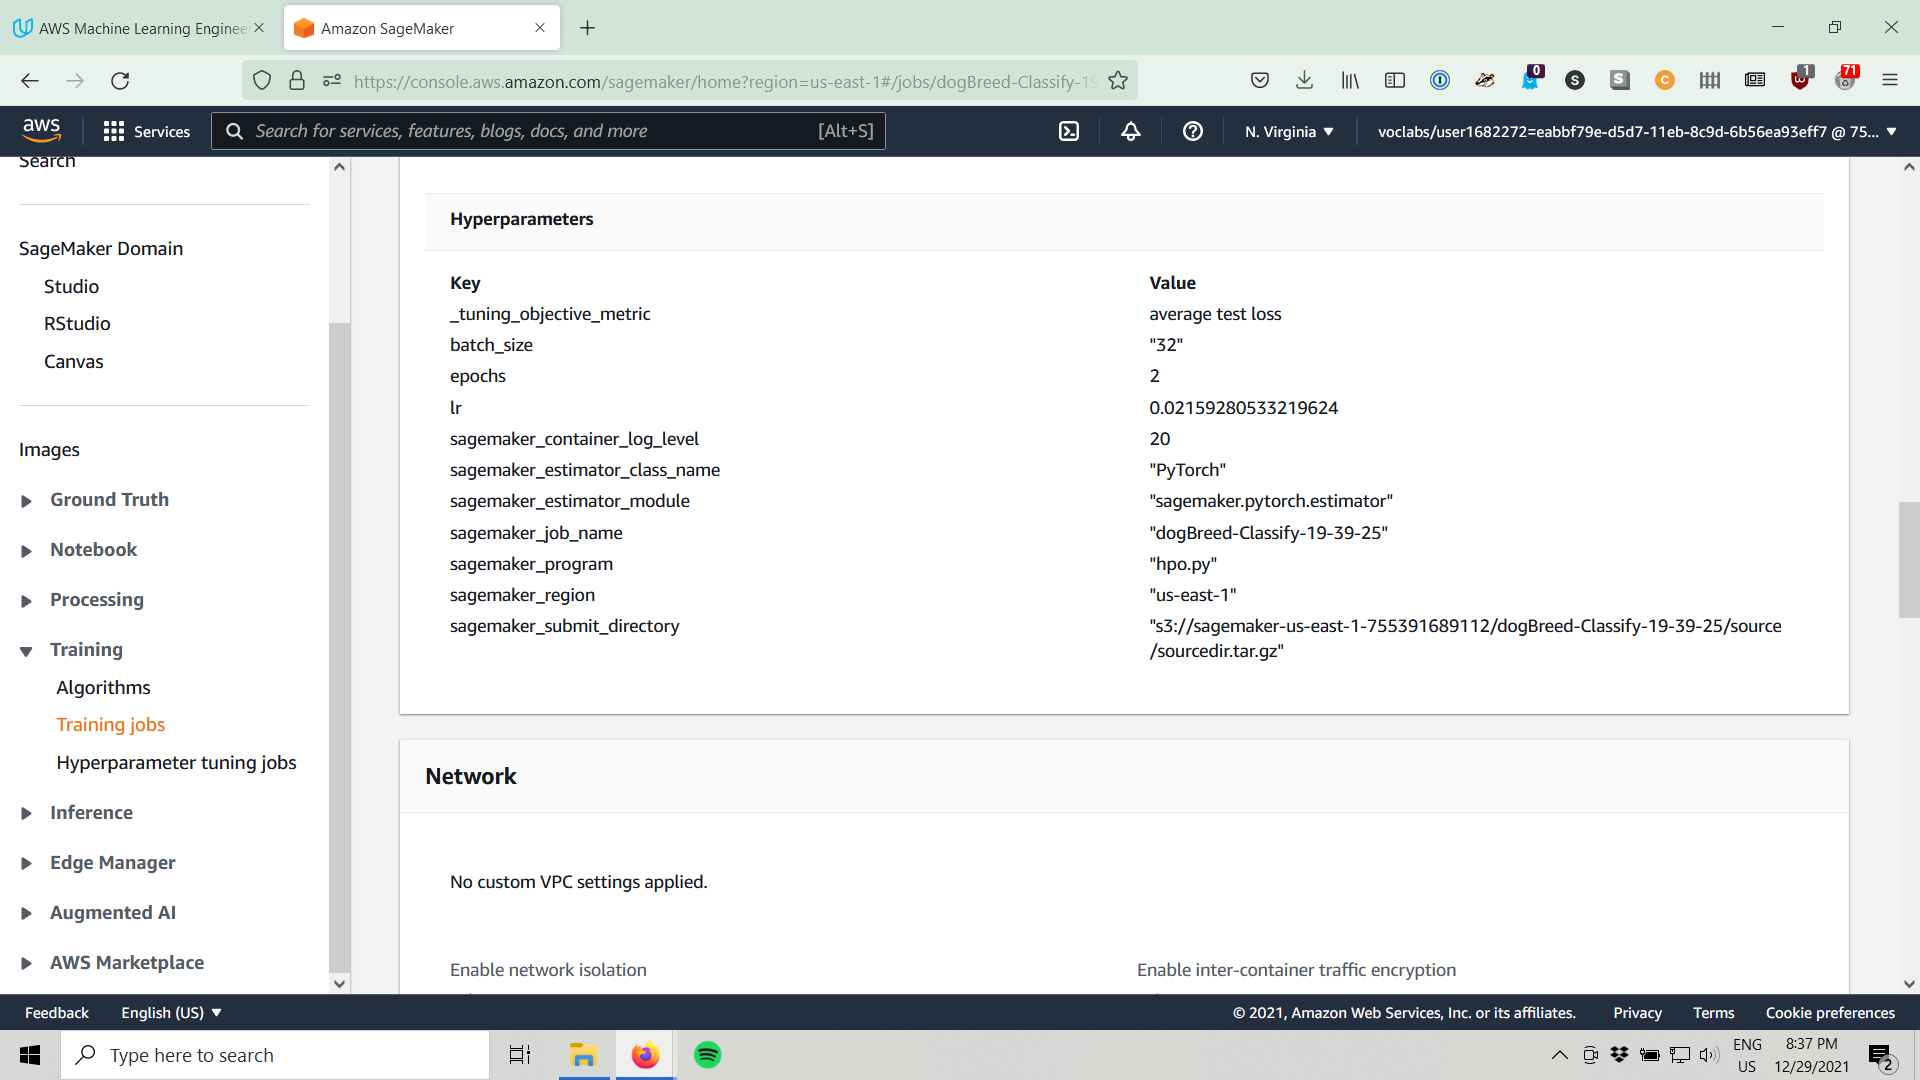 AWS Machine Learning Enginee
Amazon SageMaker
https://console.aws.amazon.com/sagemaker/home?region=us-east-1#/jobs/dogBreed-Classify-19
0
S
S
C
1
71
aws
Services
Search for services, features, blogs, docs, and more
[Alt+S]
N. Virginia
voclabs/user1682272=eabbf79e-d5d7-11eb-8c9d-6b56ea93eff7 @ 75...
Search
SageMaker Domain
Studio
RStudio
Canvas
Images
Ground Truth
Notebook
Processing
Training
Algorithms
Training jobs
Hyperparameter tuning jobs
Inference
Edge Manager
Augmented AI
AWS Marketplace
Hyperparameters
Key Value
_tuning_objective_metric average test loss
batch_size "32"
epochs 2
lr 0.02159280533219624
sagemaker_container_log_level 20
sagemaker_estimator_class_name "PyTorch"
sagemaker_estimator_module "sagemaker.pytorch.estimator"
sagemaker_job_name "dogBreed-Classify-19-39-25"
sagemaker_program "hpo.py"
sagemaker_region "us-east-1"
sagemaker_submit_directory "s3://sagemaker-us-east-1-755391689112/dogBreed-Classify-19-39-25/source
/sourcedir.tar.gz"
Network
No custom VPC settings applied.
Enable network isolation
Enable inter-container traffic encryption
Feedback
English (US)
© 2021, Amazon Web Services, Inc. or its affiliates.
Privacy
Terms
Cookie preferences
Type here to search
ENG
US
8:37 PM
12/29/2021
2